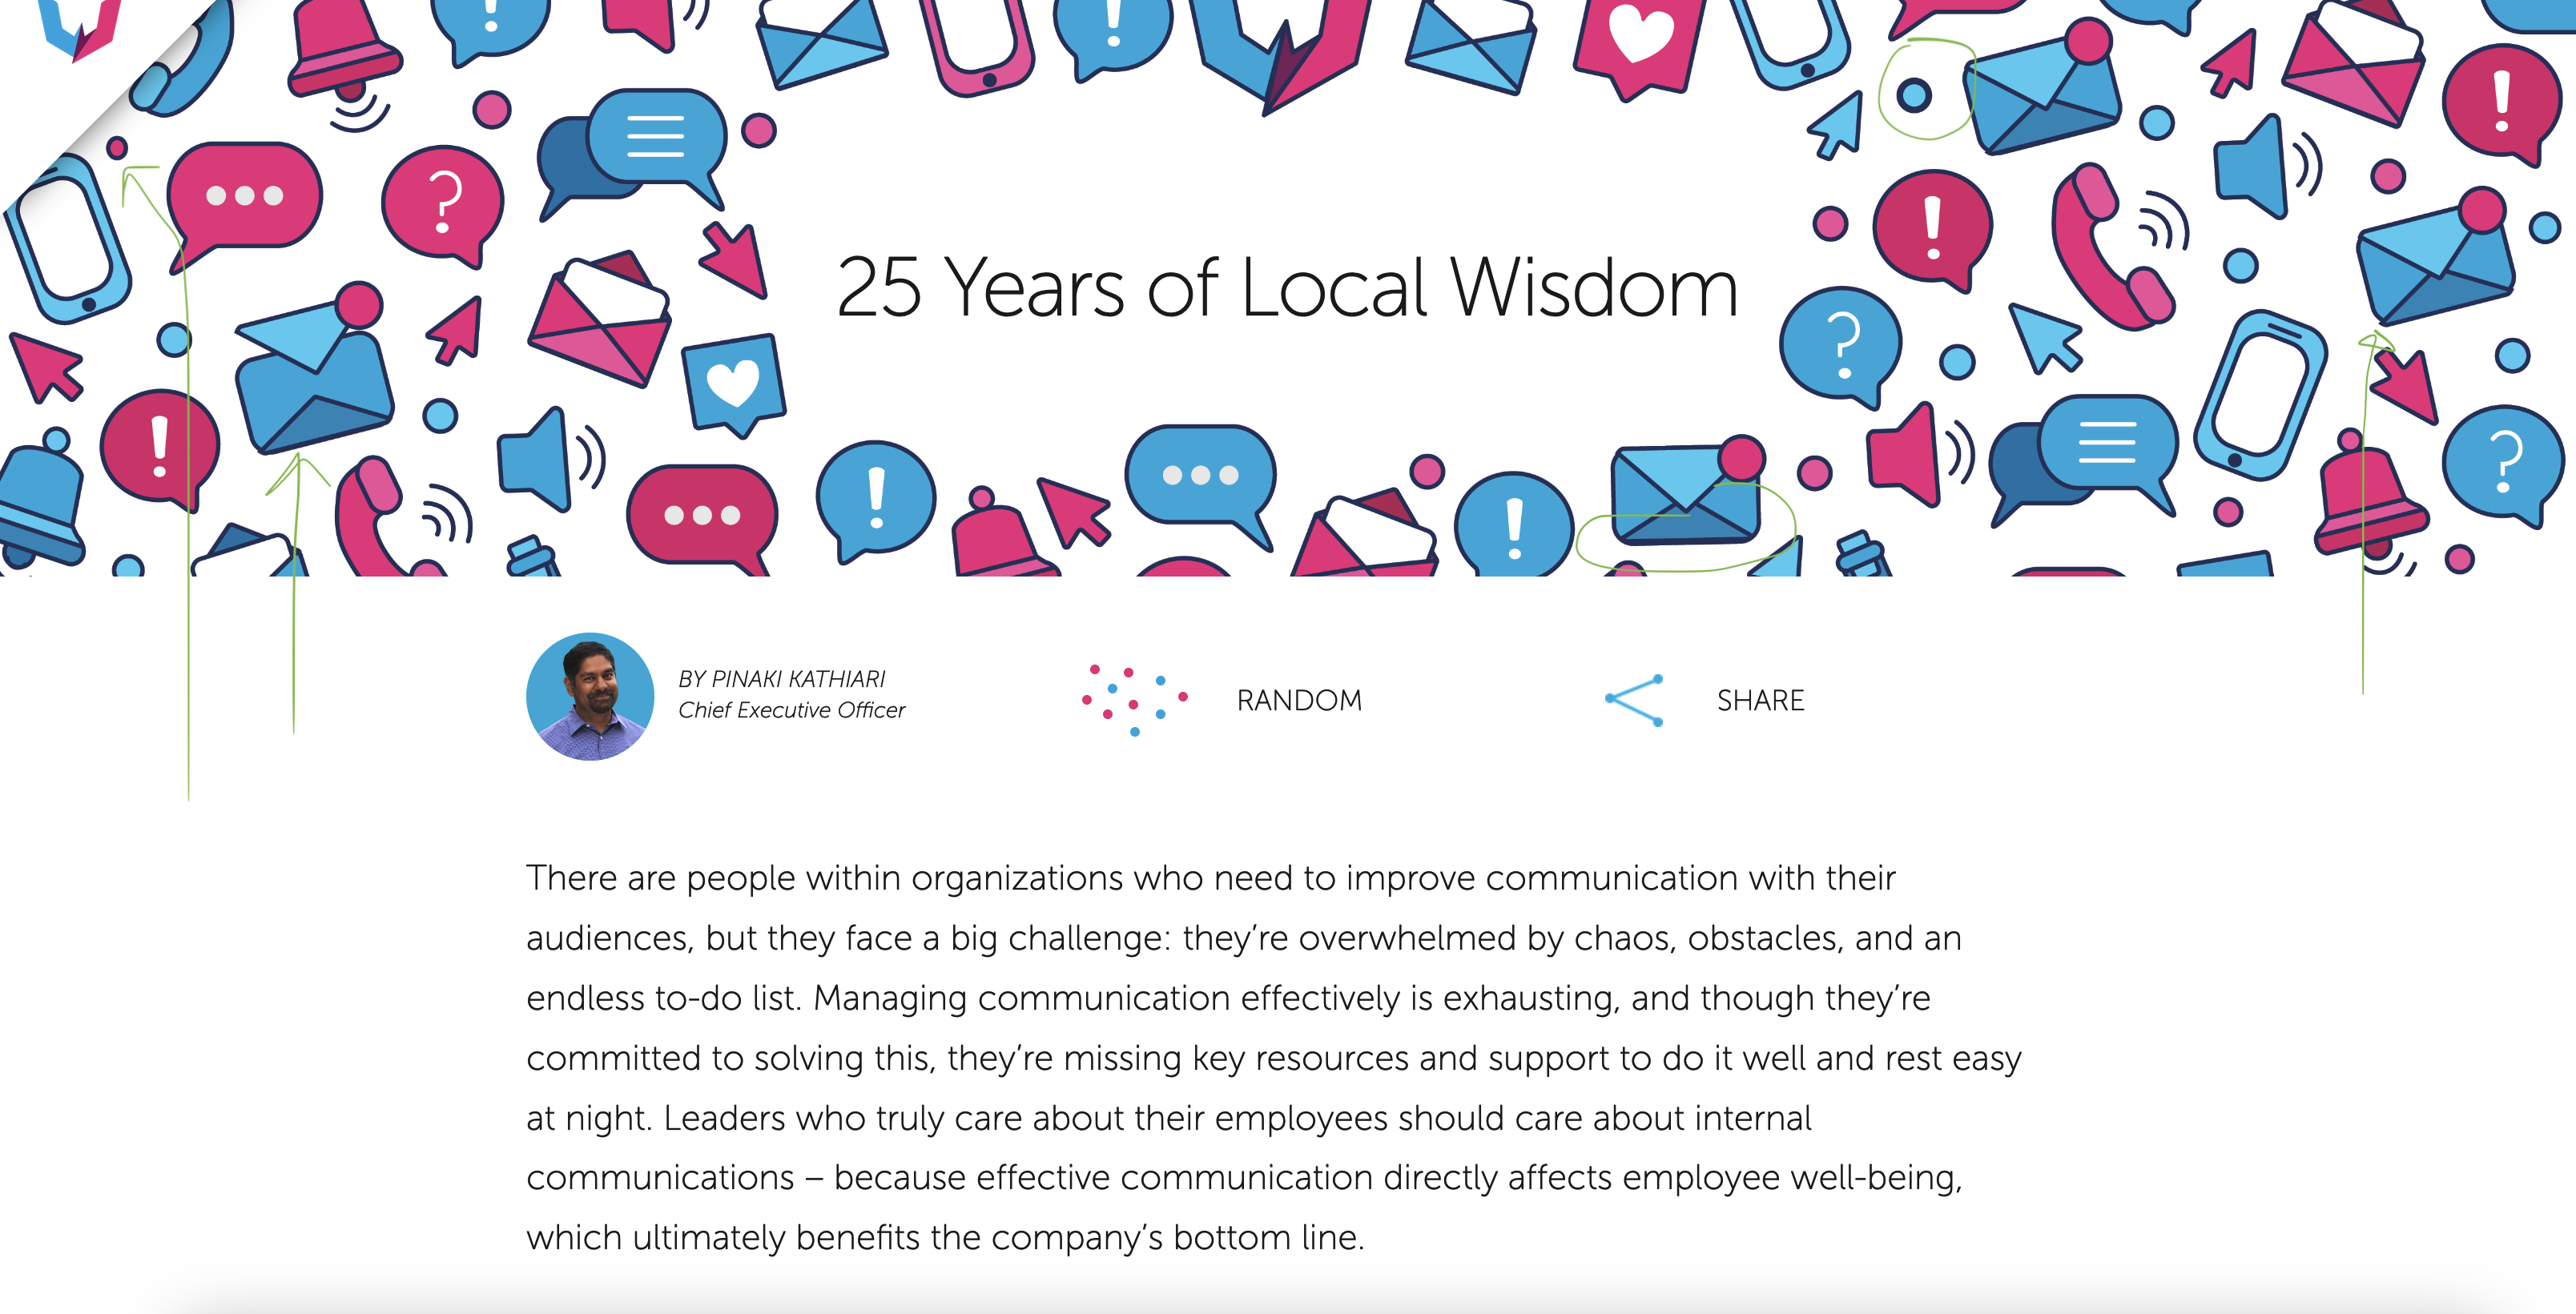 25 Years of Local Wisdom
BY PINAKI KATHIARI
Chief Executive Officer
RANDOM
SHARE
There are people within organizations who need to improve communication with their
audiences, but they face a big challenge: they’re overwhelmed by chaos, obstacles, and an
endless to-do list. Managing communication effectively is exhausting, and though they’re
committed to solving this, they’re missing key resources and support to do it well and rest easy
at night. Leaders who truly care about their employees should care about internal
communications – because effective communication directly affects employee well-being,
which ultimately benefits the company’s bottom line.